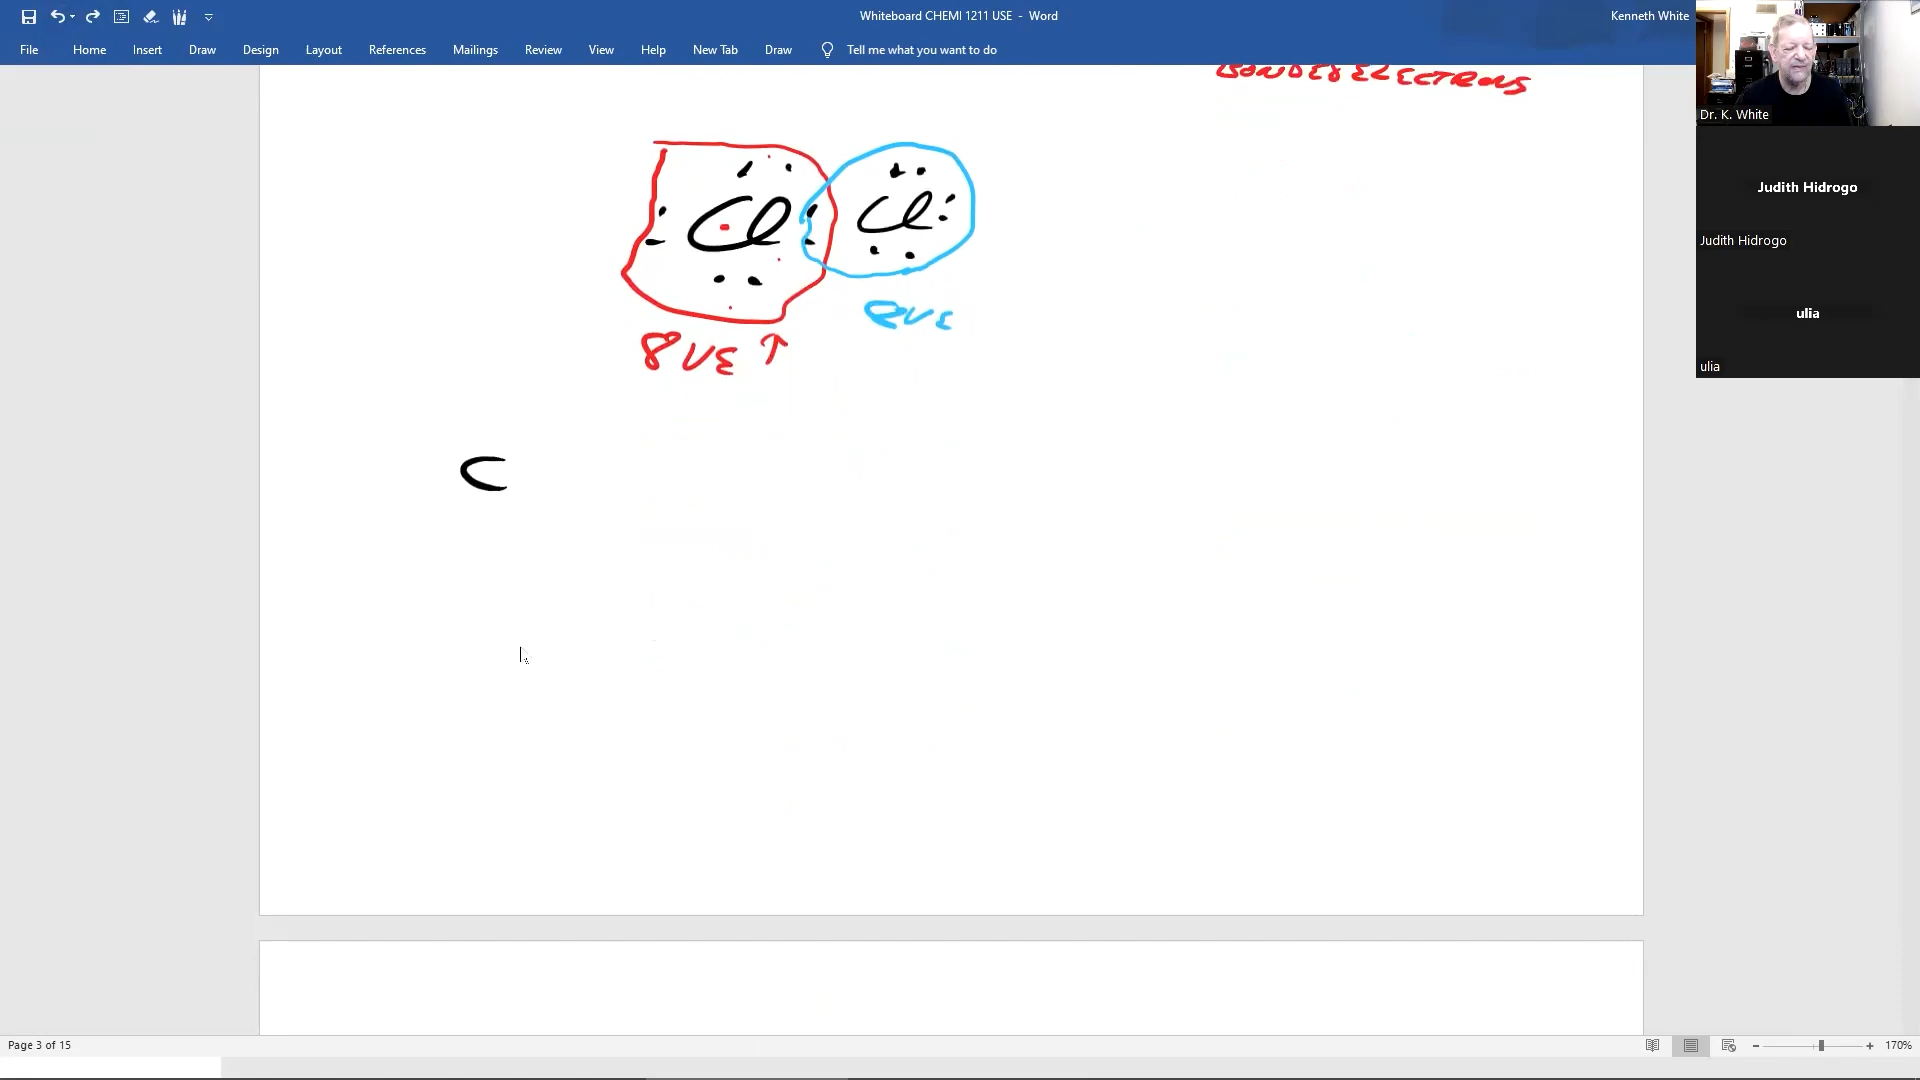 Whiteboard CHEMI 1211 USE - Word
Kenneth White
File Home Insert Draw Design Layout References Mailings Review View Help New Tab Draw Tell me what you want to do
BONDED ELECTRONS
Dr. K. White
Judith Hidrogo
Judith Hidrogo
ulia
ulia
Cl Cl
8VE
8VE ↑
C
Page 3 of 15
170%